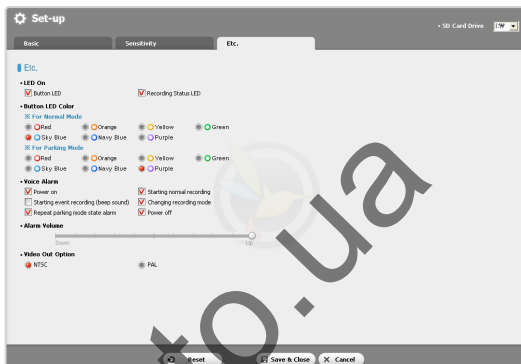 Set-up
• SD Card Drive I:₩
Basic Sensitivity Etc.
Etc.
• LED On
Button LED Recording Status LED
• Button LED Color
※ For Normal Mode
Red Orange Yellow Green
Sky Blue Navy Blue Purple
※ For Parking Mode
Red Orange Yellow Green
Sky Blue Navy Blue Purple
• Voice Alarm
Power on Starting normal recording
Starting event recording (beep sound) Changing recording mode
Repeat parking mode state alarm Power off
• Alarm Volume
Down Up
• Video Out Option
NTSC PAL
Reset Save & Close X Cancel
to.ua